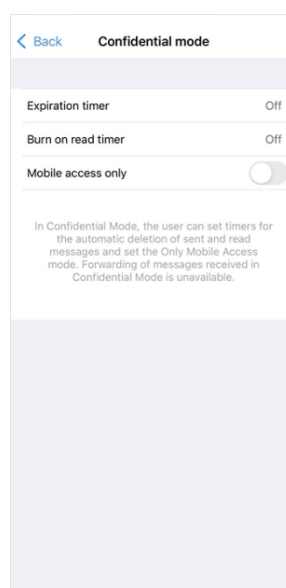 Back Confidential mode
Expiration timer Off
Burn on read timer Off
Mobile access only
In Confidential Mode, the user can set timers for
the automatic deletion of sent and read
messages and set the Only Mobile Access
mode. Forwarding of messages received in
Confidential Mode is unavailable.